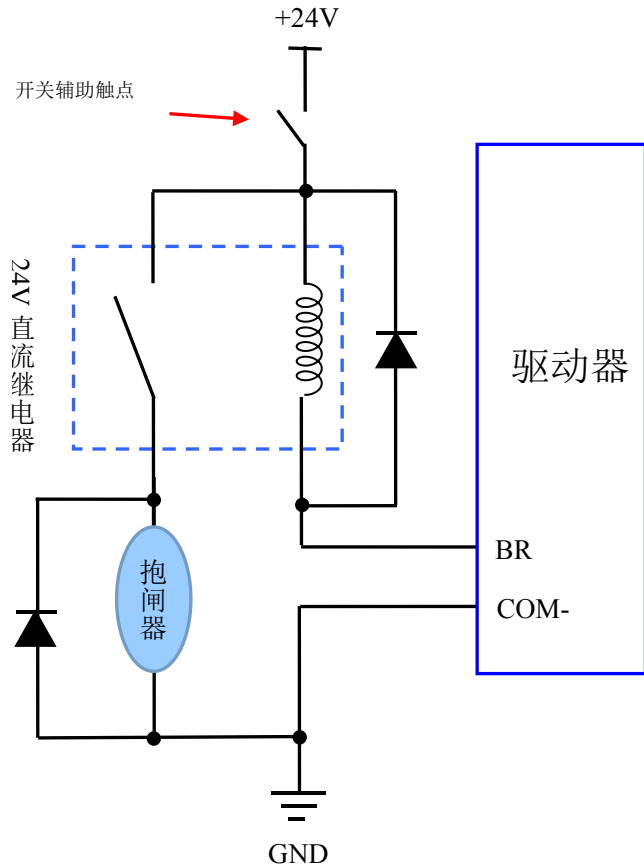 +24V
开关辅助触点
24V 直流继电器
驱动器
BR
抱闸器
COM-
GND